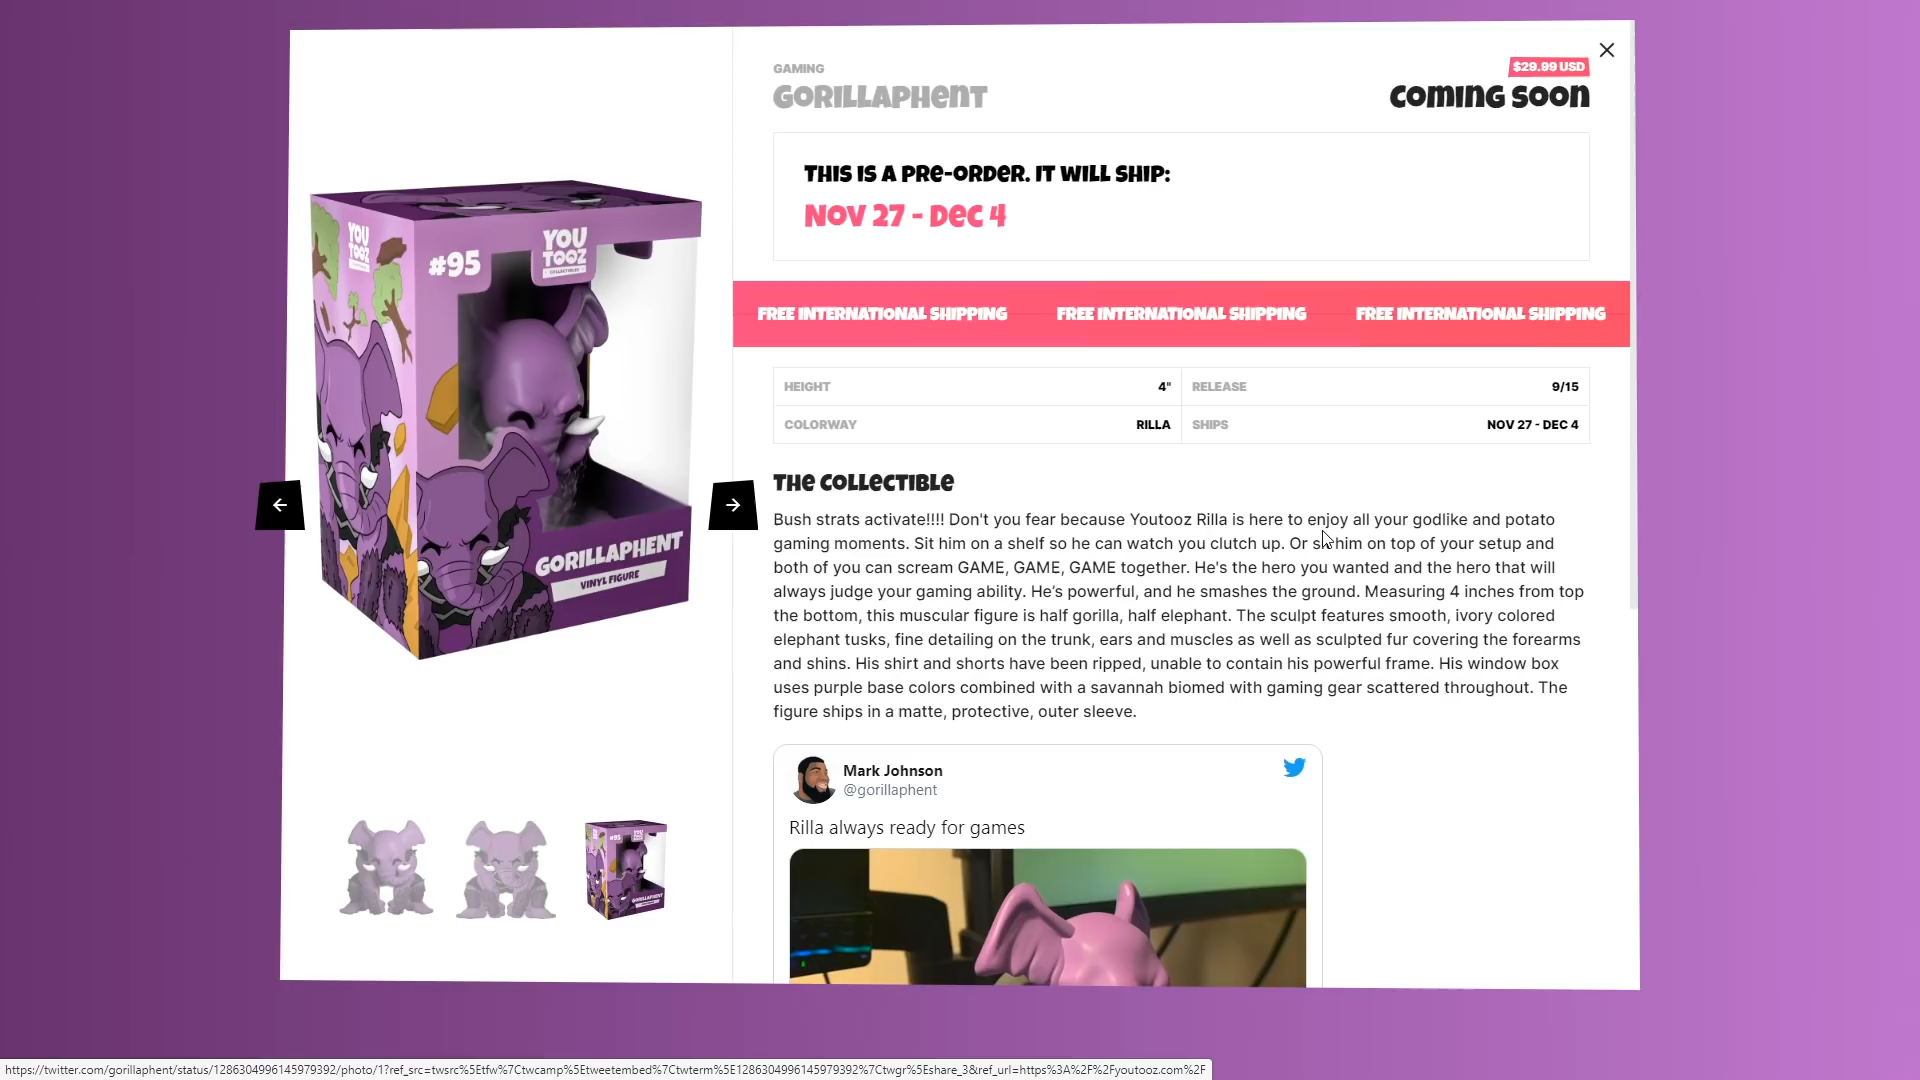 GAMING
GORILLAPHENT
$29.99 USD
COMING SOON
THIS IS A PRE-ORDER. IT WILL SHIP:
NOV 27 - DEC 4
FREE INTERNATIONAL SHIPPING FREE INTERNATIONAL SHIPPING FREE INTERNATIONAL SHIPPING
YOU
TOOZ
#95
YOU
TOOZ
COLLECTIBLES
GORILLAPHENT
VINYL FIGURE
HEIGHT 4" RELEASE 9/15
COLORWAY RILLA SHIPS NOV 27 - DEC 4
THE COLLECTIBLE
Bush strats activate!!!! Don't you fear because Youtooz Rilla is here to enjoy all your godlike and potato
gaming moments. Sit him on a shelf so he can watch you clutch up. Or him on top of your setup and
both of you can scream GAME, GAME, GAME together. He's the hero you wanted and the hero that will
always judge your gaming ability. He’s powerful, and he smashes the ground. Measuring 4 inches from top
the bottom, this muscular figure is half gorilla, half elephant. The sculpt features smooth, ivory colored
elephant tusks, fine detailing on the trunk, ears and muscles as well as sculpted fur covering the forearms
and shins. His shirt and shorts have been ripped, unable to contain his powerful frame. His window box
uses purple base colors combined with a savannah biomed with gaming gear scattered throughout. The
figure ships in a matte, protective, outer sleeve.
Mark Johnson
@gorillaphent
Rilla always ready for games
#95
GORILLAPHENT
https://twitter.com/gorillaphent/status/1286304996145979392/photo/1?ref_src=twsrc%5Etfw%7Ctwcamp%5Etweetembed%7Ctwterm%5E1286304996145979392%7Ctwgr%5Eshare_3&ref_url=https%3A%2F%2Fyoutooz.com%2F